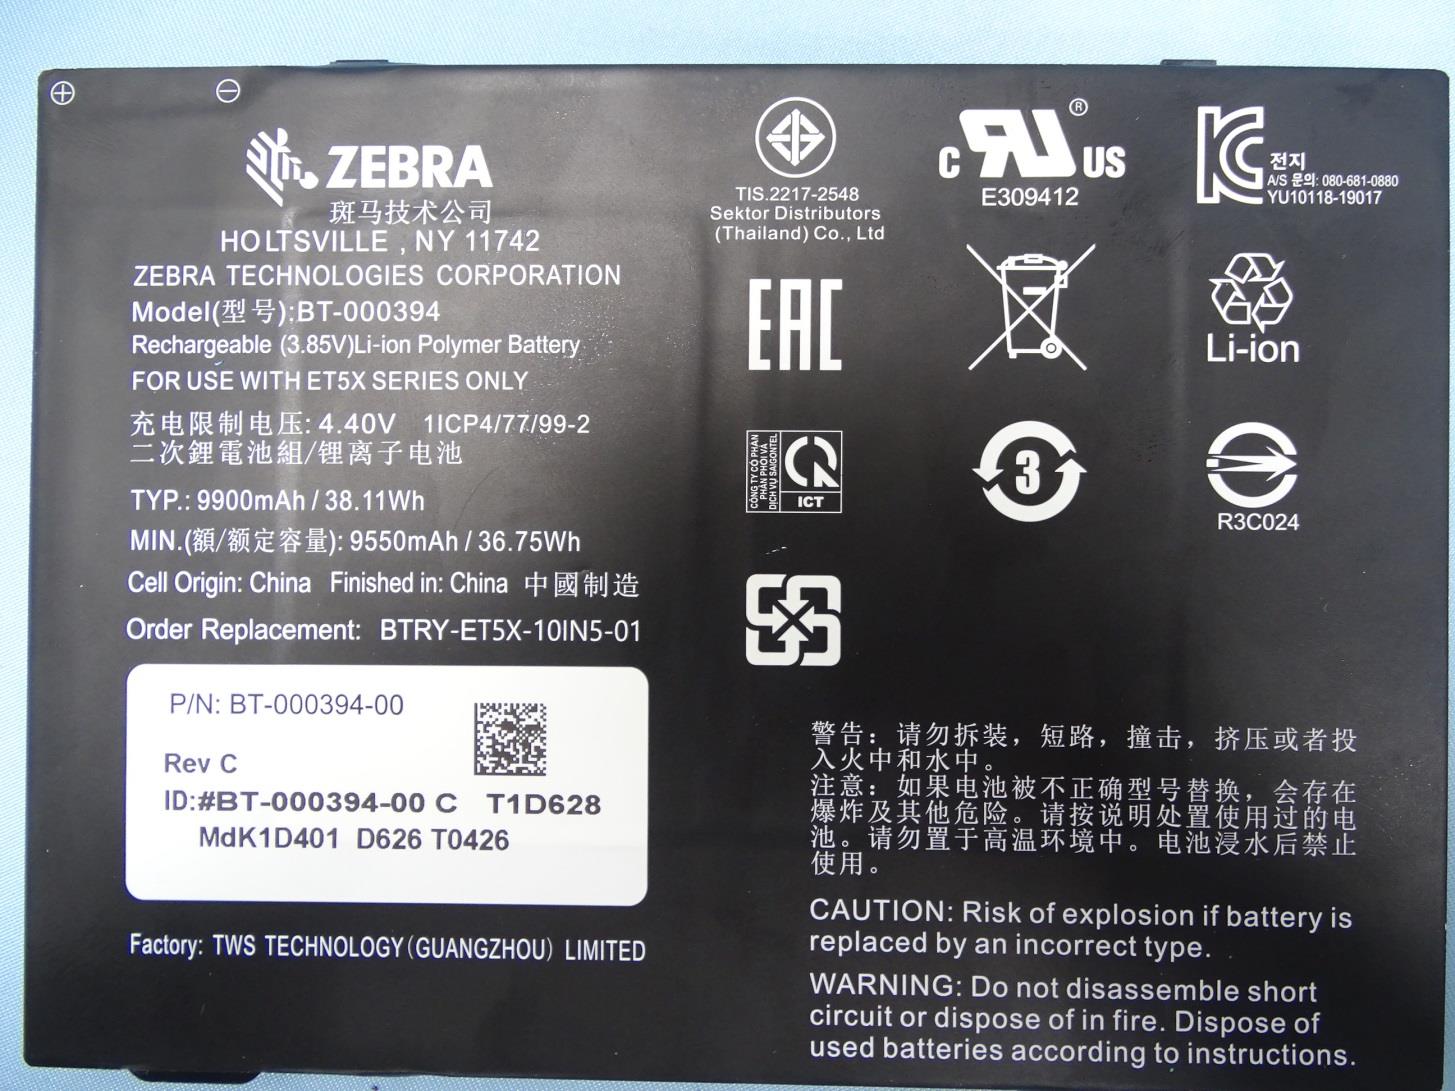 ZEBRA
斑马技术公司
HOLTSVILLE , NY 11742
ZEBRA TECHNOLOGIES CORPORATION
Model(型号):BT-000394
Rechargeable (3.85V)Li-ion Polymer Battery
FOR USE WITH ET5X SERIES ONLY
充电限制电压: 4.40V 1ICP4/77/99-2
二次鋰電池組/锂离子电池
TYP.: 9900mAh / 38.11Wh
MIN.(額/额定容量): 9550mAh / 36.75Wh
Cell Origin: China Finished in: China 中國制造
Order Replacement: BTRY-ET5X-10IN5-01
P/N: BT-000394-00
Rev C
ID:#BT-000394-00 C T1D628
MdK1D401 D626 T0426
Factory: TWS TECHNOLOGY(GUANGZHOU) LIMITED
TIS.2217-2548
Sektor Distributors
(Thailand) Co., Ltd
C RU US ®
E309412
전지
A/S 문의: 080-681-0880
YU10118-19017
EAC
Li-ion
CÔNG TY CỔ PHẦN
PHÂN PHỐI VÀ
DỊCH VỤ SAIGONTEL
ICT
3
R3C024
警告：请勿拆装，短路，撞击，挤压或者投
入火中和水中。
注意：如果电池被不正确型号替换，会存在
爆炸及其他危险。请按说明处置使用过的电
池。请勿置于高温环境中。电池浸水后禁止
使用。
CAUTION: Risk of explosion if battery is
replaced by an incorrect type.
WARNING: Do not disassemble short
circuit or dispose of in fire. Dispose of
used batteries according to instructions.